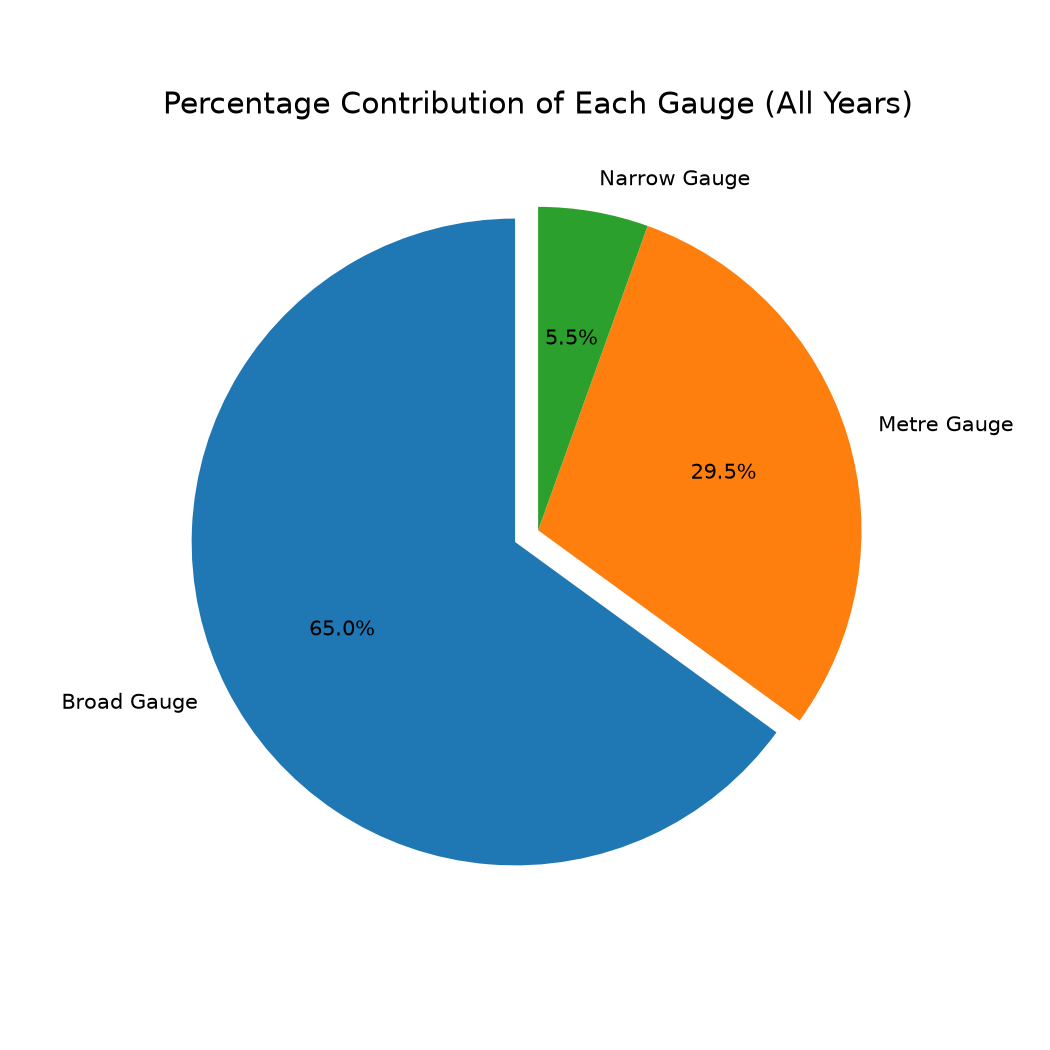 Percentage Contribution of Each Gauge (All Years)
Narrow Gauge
5.5%
Metre Gauge
29.5%
65.0%
Broad Gauge